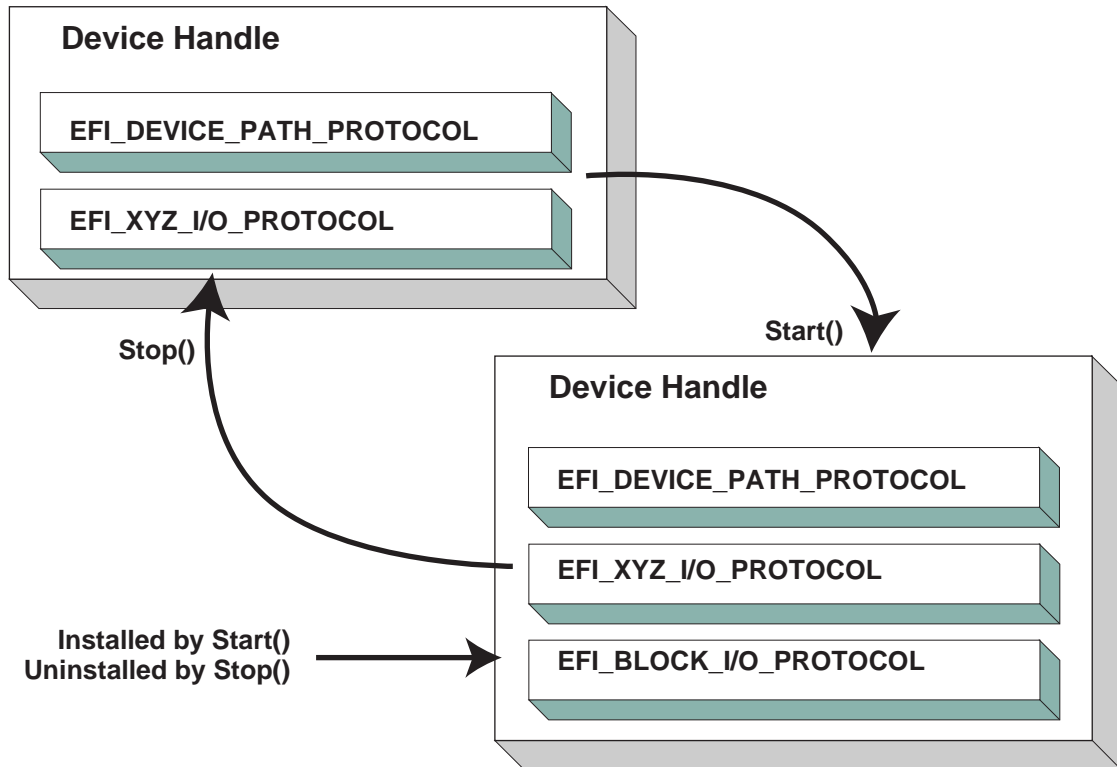 Device Handle
EFI_DEVICE_PATH_PROTOCOL
EFI_XYZ_I/O_PROTOCOL
Start()
Stop()
Device Handle
EFI_DEVICE_PATH_PROTOCOL
EFI_XYZ_I/O_PROTOCOL
Installed by Start()
Uninstalled by Stop()
EFI_BLOCK_I/O_PROTOCOL